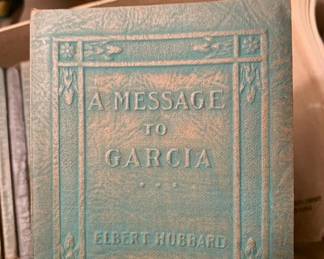 A MESSAGE
TO
GARCIA
ELBERT HUBBARD